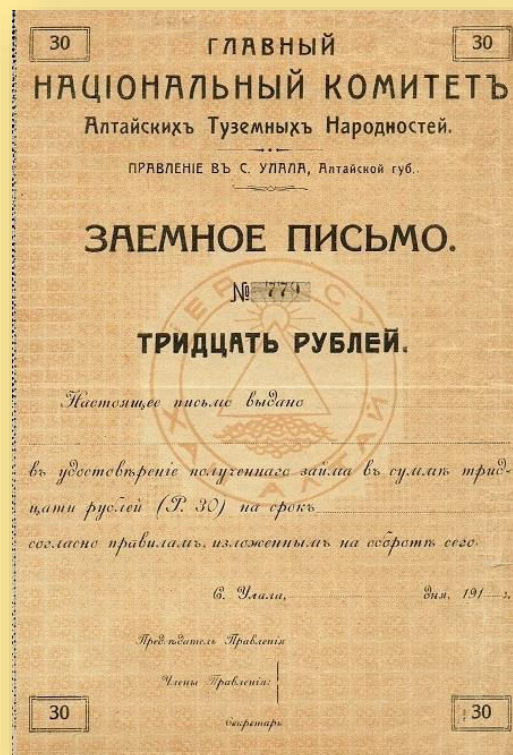 30 30
ГЛАВНЫЙ
НАЦІОНАЛЬНЫЙ КОМИТЕТЪ
Алтайскихъ Туземныхъ Народностей.
ПРАВЛЕНІЕ ВЪ С. УЛАЛА, Алтайской губ.
ЗАЕМНОЕ ПИСЬМО.
№ 779
ТРИДЦАТЬ РУБЛЕЙ.
Настоящее письмо выдано
въ удостовѣреніе полученнаго займа въ суммѣ трид-
цати рублей (Р. 30) на срокъ
согласно правиламъ, изложеннымъ на оборотѣ сего.
С. Улала, дня, 191 г.
Предсѣдатель Правленія
Члены Правленія:
Секретарь
30 30
АЛТАЙ